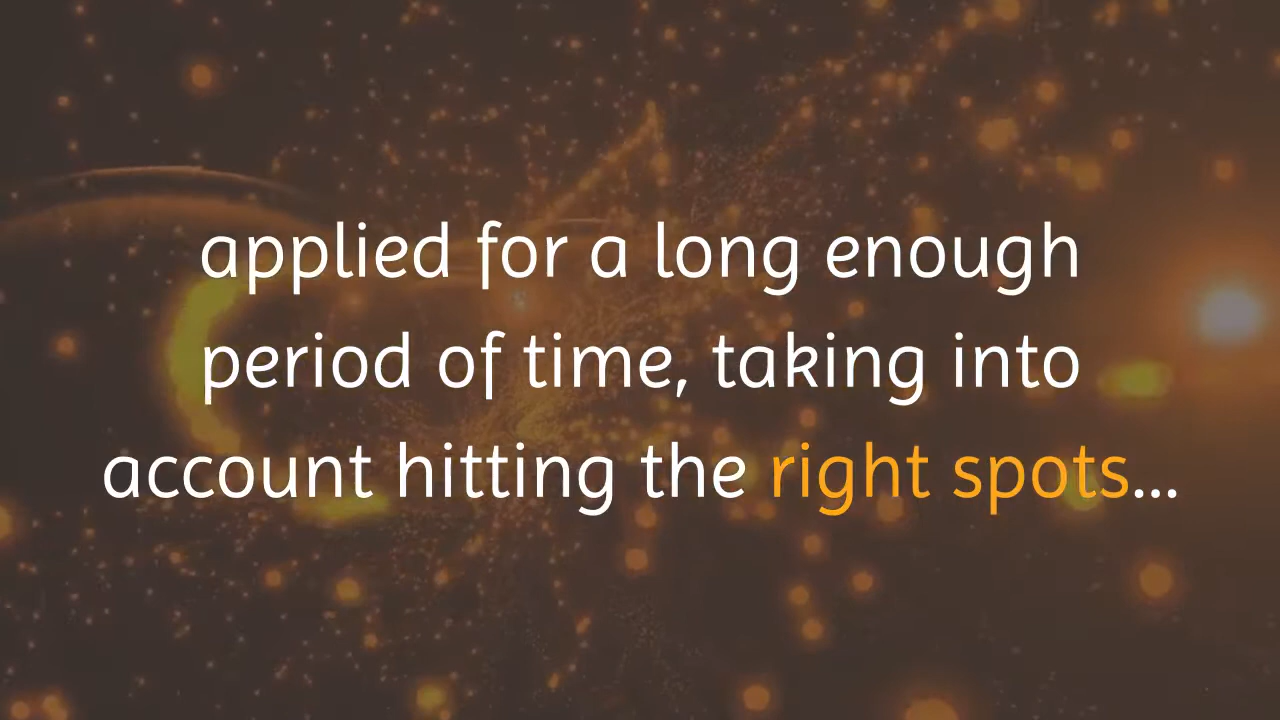 applied for a long enough
period of time, taking into
account hitting the right spots...